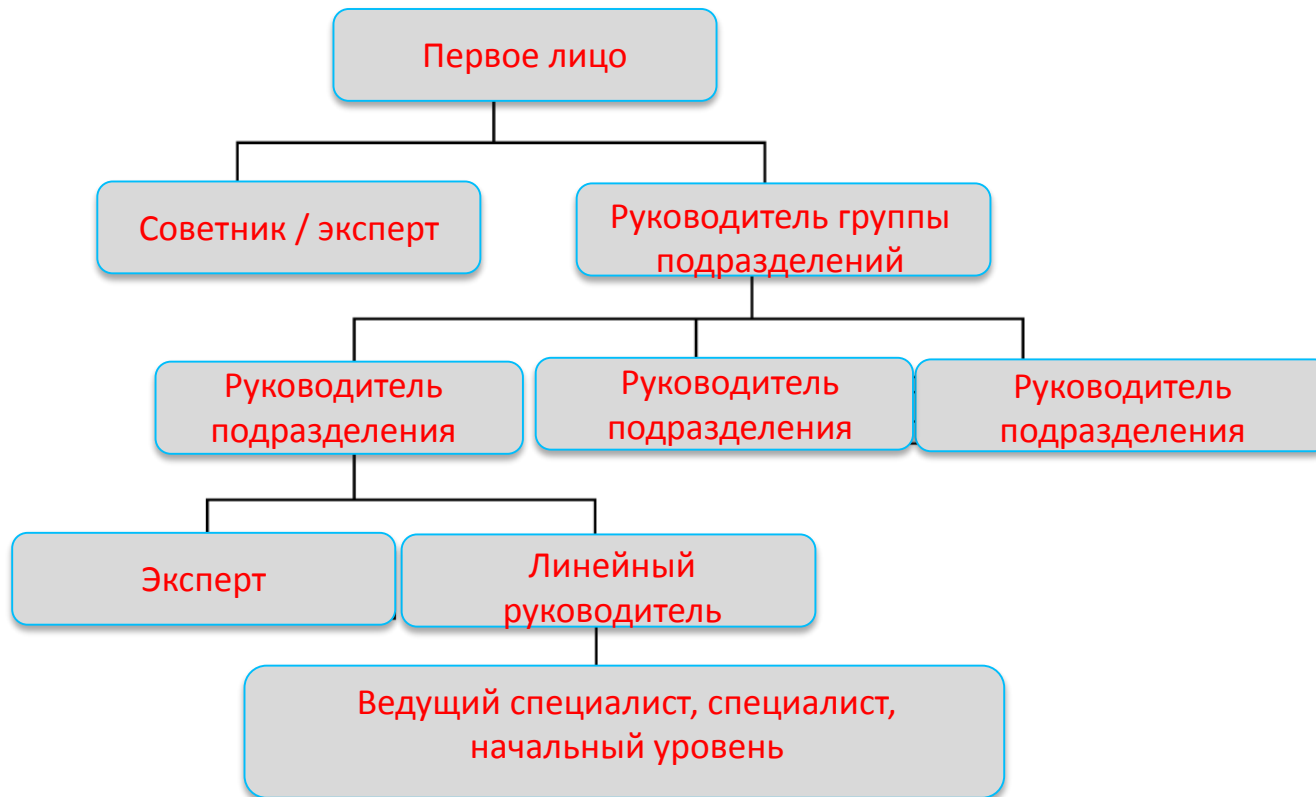 Первое лицо
Советник / эксперт
Руководитель группы
подразделений
Руководитель
подразделения
Руководитель
подразделения
Руководитель
подразделения
Эксперт
Линейный
руководитель
Ведущий специалист, специалист,
начальный уровень